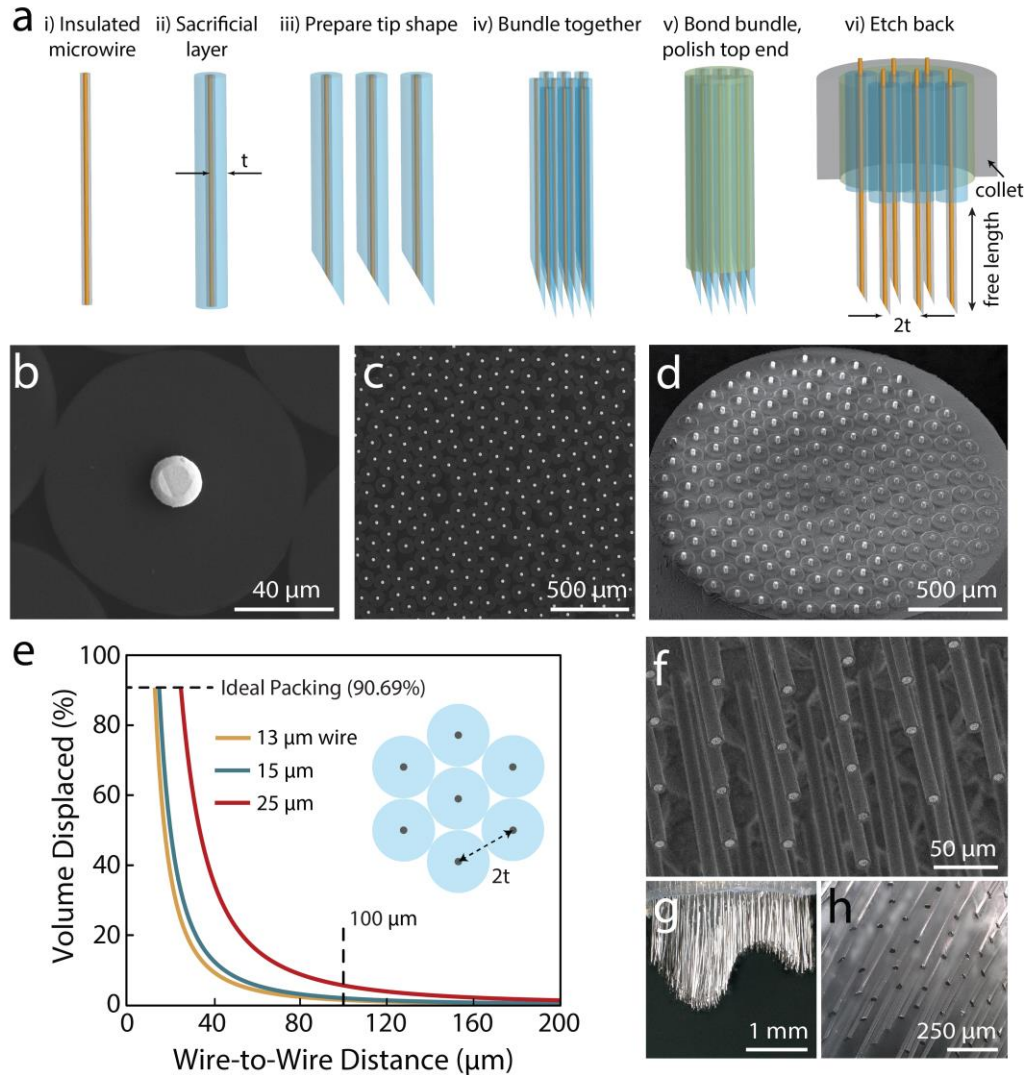 a
i) Insulated
microwire
ii) Sacrificial
layer
iii) Prepare tip shape
iv) Bundle together
v) Bond bundle,
polish top end
vi) Etch back
t
collet
free length
2t
b
40 μm
c
500 μm
d
500 μm
e
Volume Displaced (%)
100
80
60
40
20
0
Ideal Packing (90.69%)
13 μm wire
15 μm
25 μm
2t
100 μm
0
40
80
120
160
200
Wire-to-Wire Distance (μm)
f
50 μm
g
1 mm
h
250 μm